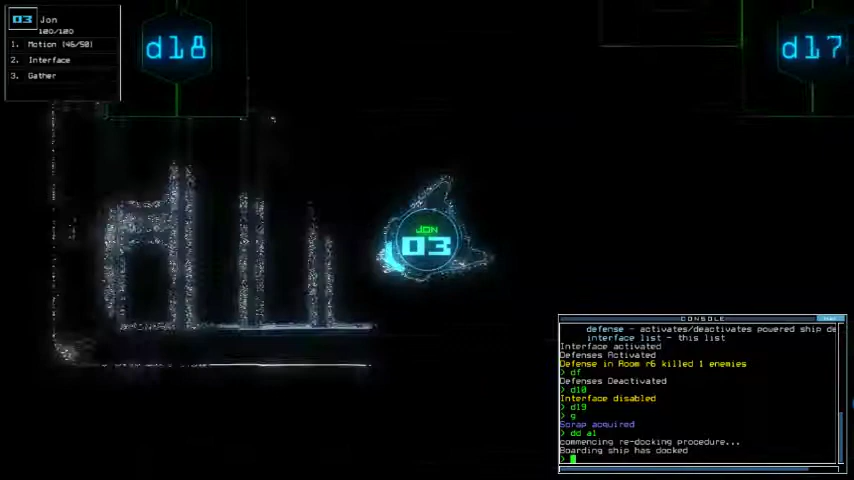 03 Jon
100/100
1. Motion (46/50)
2. Interface
3. Gather
d18
d17
JON
03
CONSOLE
defense - activates/deactivates powered ship de
interface list - this list
Interface activated
Defenses Activated
Defense in Room r6 killed 1 enemies
> df
Defenses Deactivated
> d10
Interface disabled
> d19
> g
Scrap acquired
> dd a1
commencing re-docking procedure...
Boarding ship has docked
>